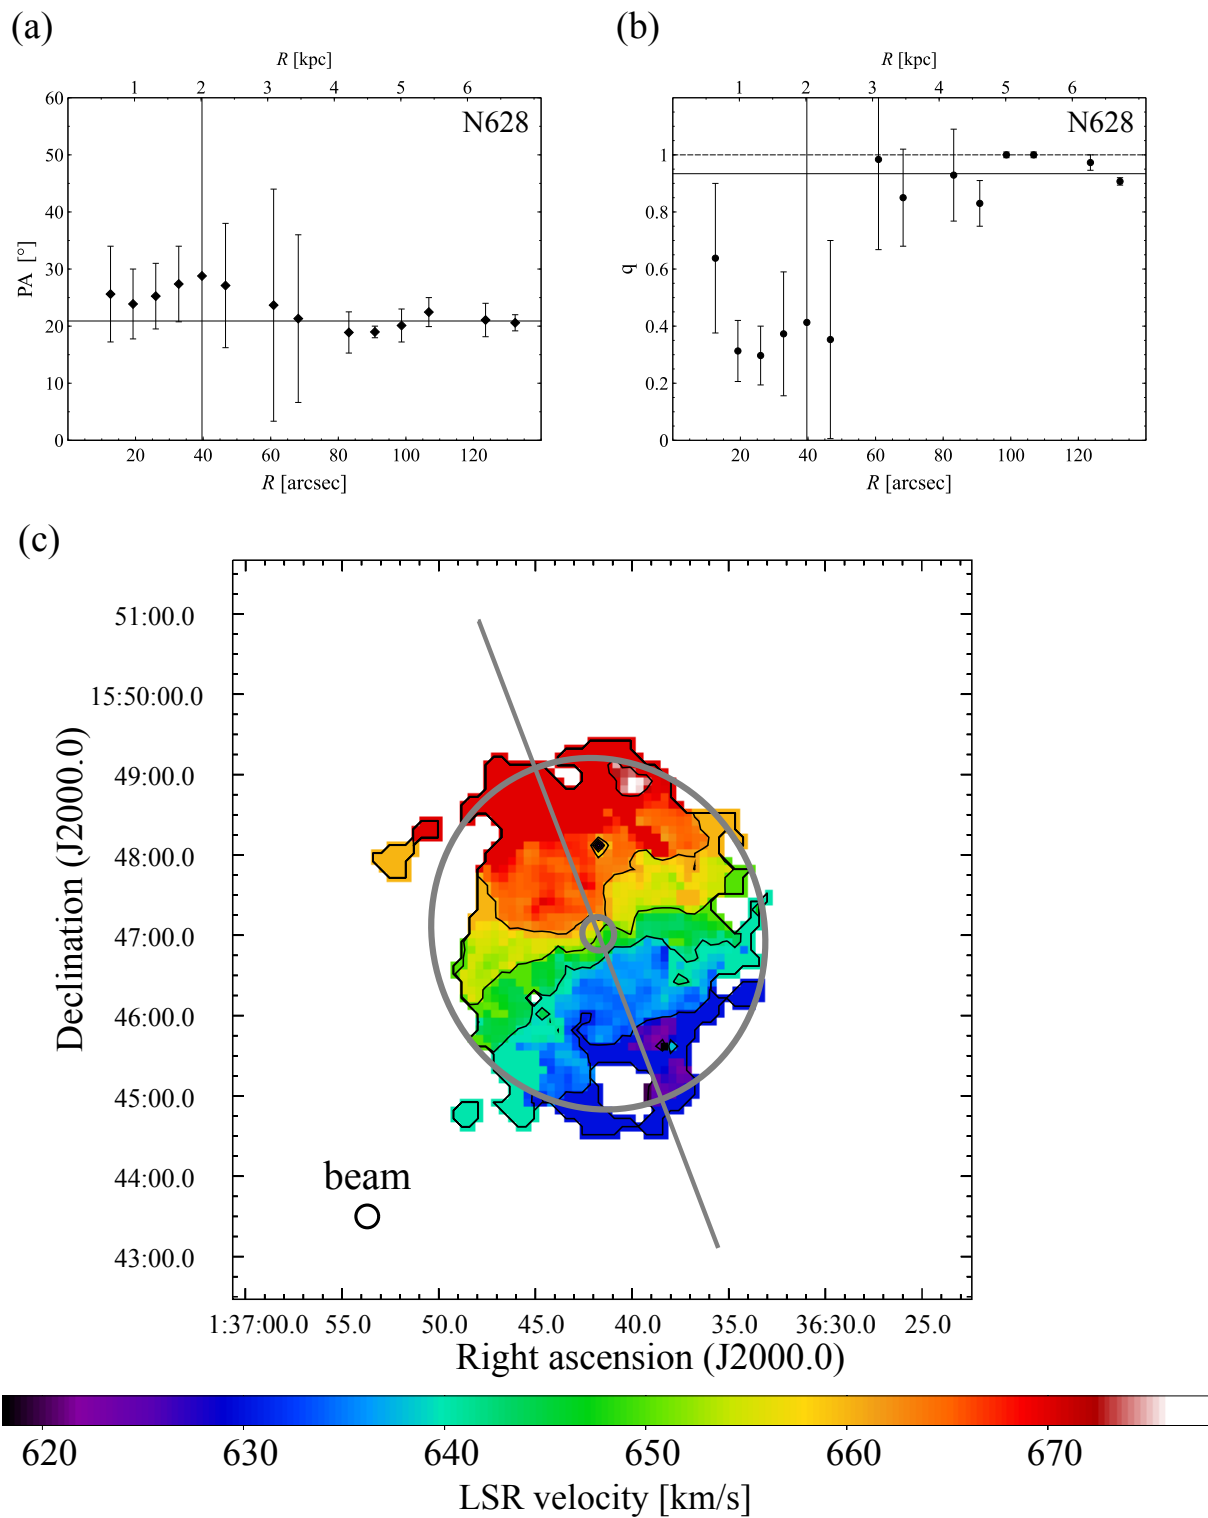 (a)
(b)
R [kpc]
R [kpc]
1 2 3 4 5 6
1 2 3 4 5 6
60
50
40
30
20
10
0
PA [°]
N628
20 40 60 80 100 120
R [arcsec]
1
0.8
0.6
0.4
0.2
0
q
N628
20 40 60 80 100 120
R [arcsec]
(c)
51:00.0
15:50:00.0
49:00.0
48:00.0
47:00.0
46:00.0
45:00.0
44:00.0
43:00.0
Declination (J2000.0)
beam
1:37:00.0 55.0 50.0 45.0 40.0 35.0 36:30.0 25.0
Right ascension (J2000.0)
620 630 640 650 660 670
LSR velocity [km/s]